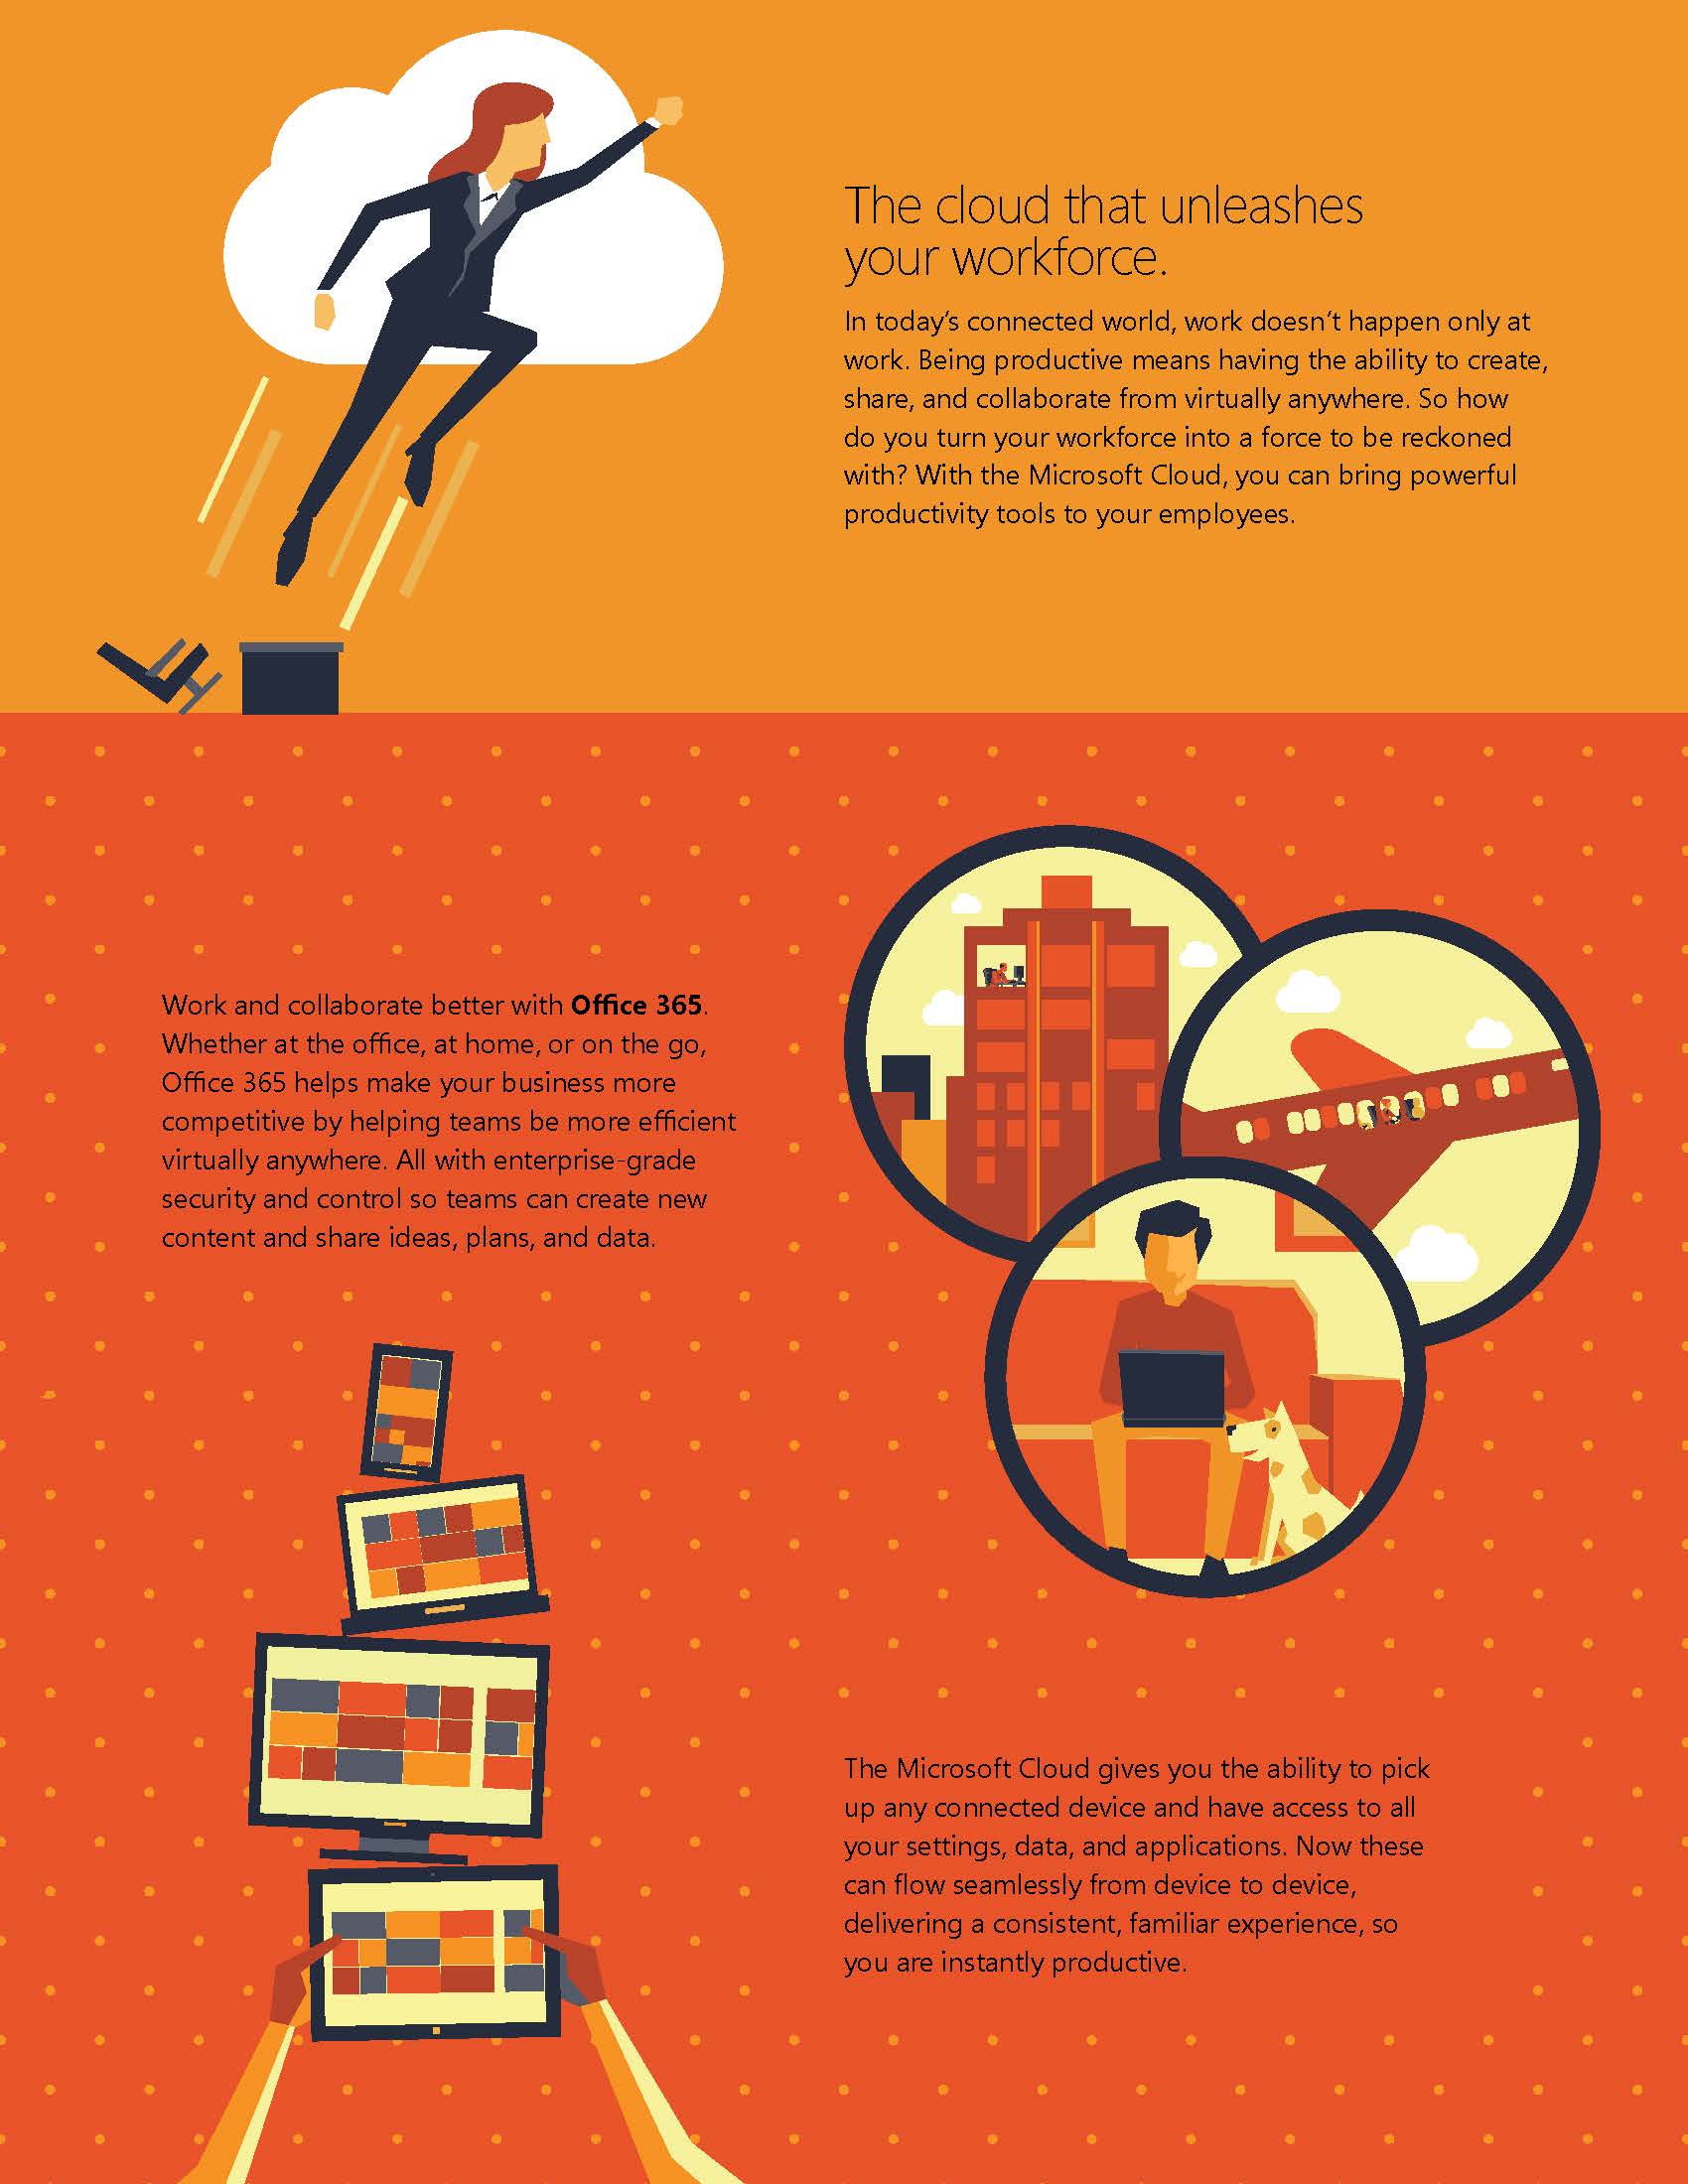 The cloud that unleashes
your workforce.
In today’s connected world, work doesn’t happen only at
work. Being productive means having the ability to create,
share, and collaborate from virtually anywhere. So how
do you turn your workforce into a force to be reckoned
with? With the Microsoft Cloud, you can bring powerful
productivity tools to your employees.
Work and collaborate better with Office 365.
Whether at the office, at home, or on the go,
Office 365 helps make your business more
competitive by helping teams be more efficient
virtually anywhere. All with enterprise-grade
security and control so teams can create new
content and share ideas, plans, and data.
The Microsoft Cloud gives you the ability to pick
up any connected device and have access to all
your settings, data, and applications. Now these
can flow seamlessly from device to device,
delivering a consistent, familiar experience, so
you are instantly productive.